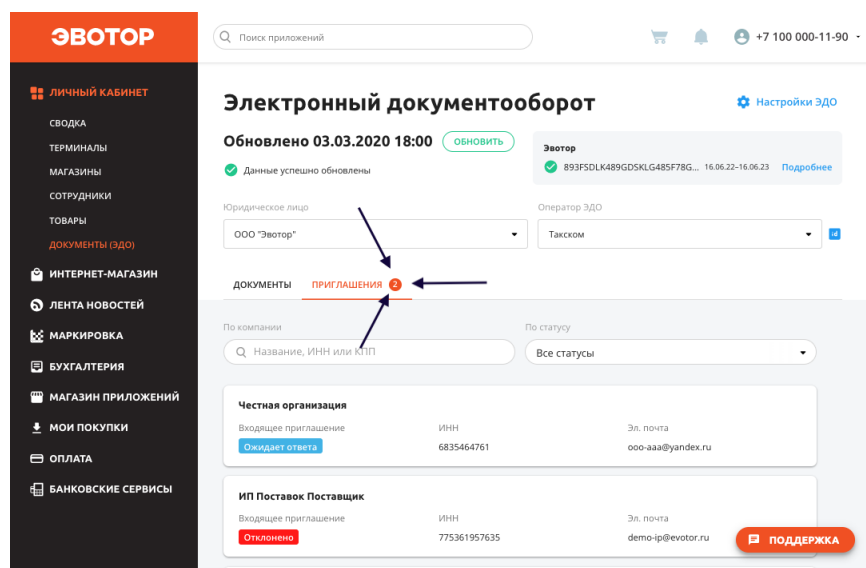 ЭВОТОР
Поиск приложений
+7 100 000-11-90
ЛИЧНЫЙ КАБИНЕТ
СВОДКА
ТЕРМИНАЛЫ
МАГАЗИНЫ
СОТРУДНИКИ
ТОВАРЫ
ДОКУМЕНТЫ (ЭДО)
ИНТЕРНЕТ-МАГАЗИН
ЛЕНТА НОВОСТЕЙ
МАРКИРОВКА
БУХГАЛТЕРИЯ
МАГАЗИН ПРИЛОЖЕНИЙ
МОИ ПОКУПКИ
ОПЛАТА
БАНКОВСКИЕ СЕРВИСЫ
Электронный документооборот
Настройки ЭДО
Обновлено 03.03.2020 18:00 ОБНОВИТЬ
Данные успешно обновлены
Эвотор
893FSDLK489GDSKLG485F78G... 16.06.22–16.06.23 Подробнее
Юридическое лицо
ООО "Эвотор"
Оператор ЭДО
Такском
id
ДОКУМЕНТЫ ПРИГЛАШЕНИЯ 2
По компании
Название, ИНН или КПП
По статусу
Все статусы
Честная организация
Входящее приглашение ИНН Эл. почта
Ожидает ответа 6835464761 ooo-aaa@yandex.ru
ИП Поставок Поставщик
Входящее приглашение ИНН Эл. почта
Отклонено 775361957635 demo-ip@evotor.ru
ПОДДЕРЖКА